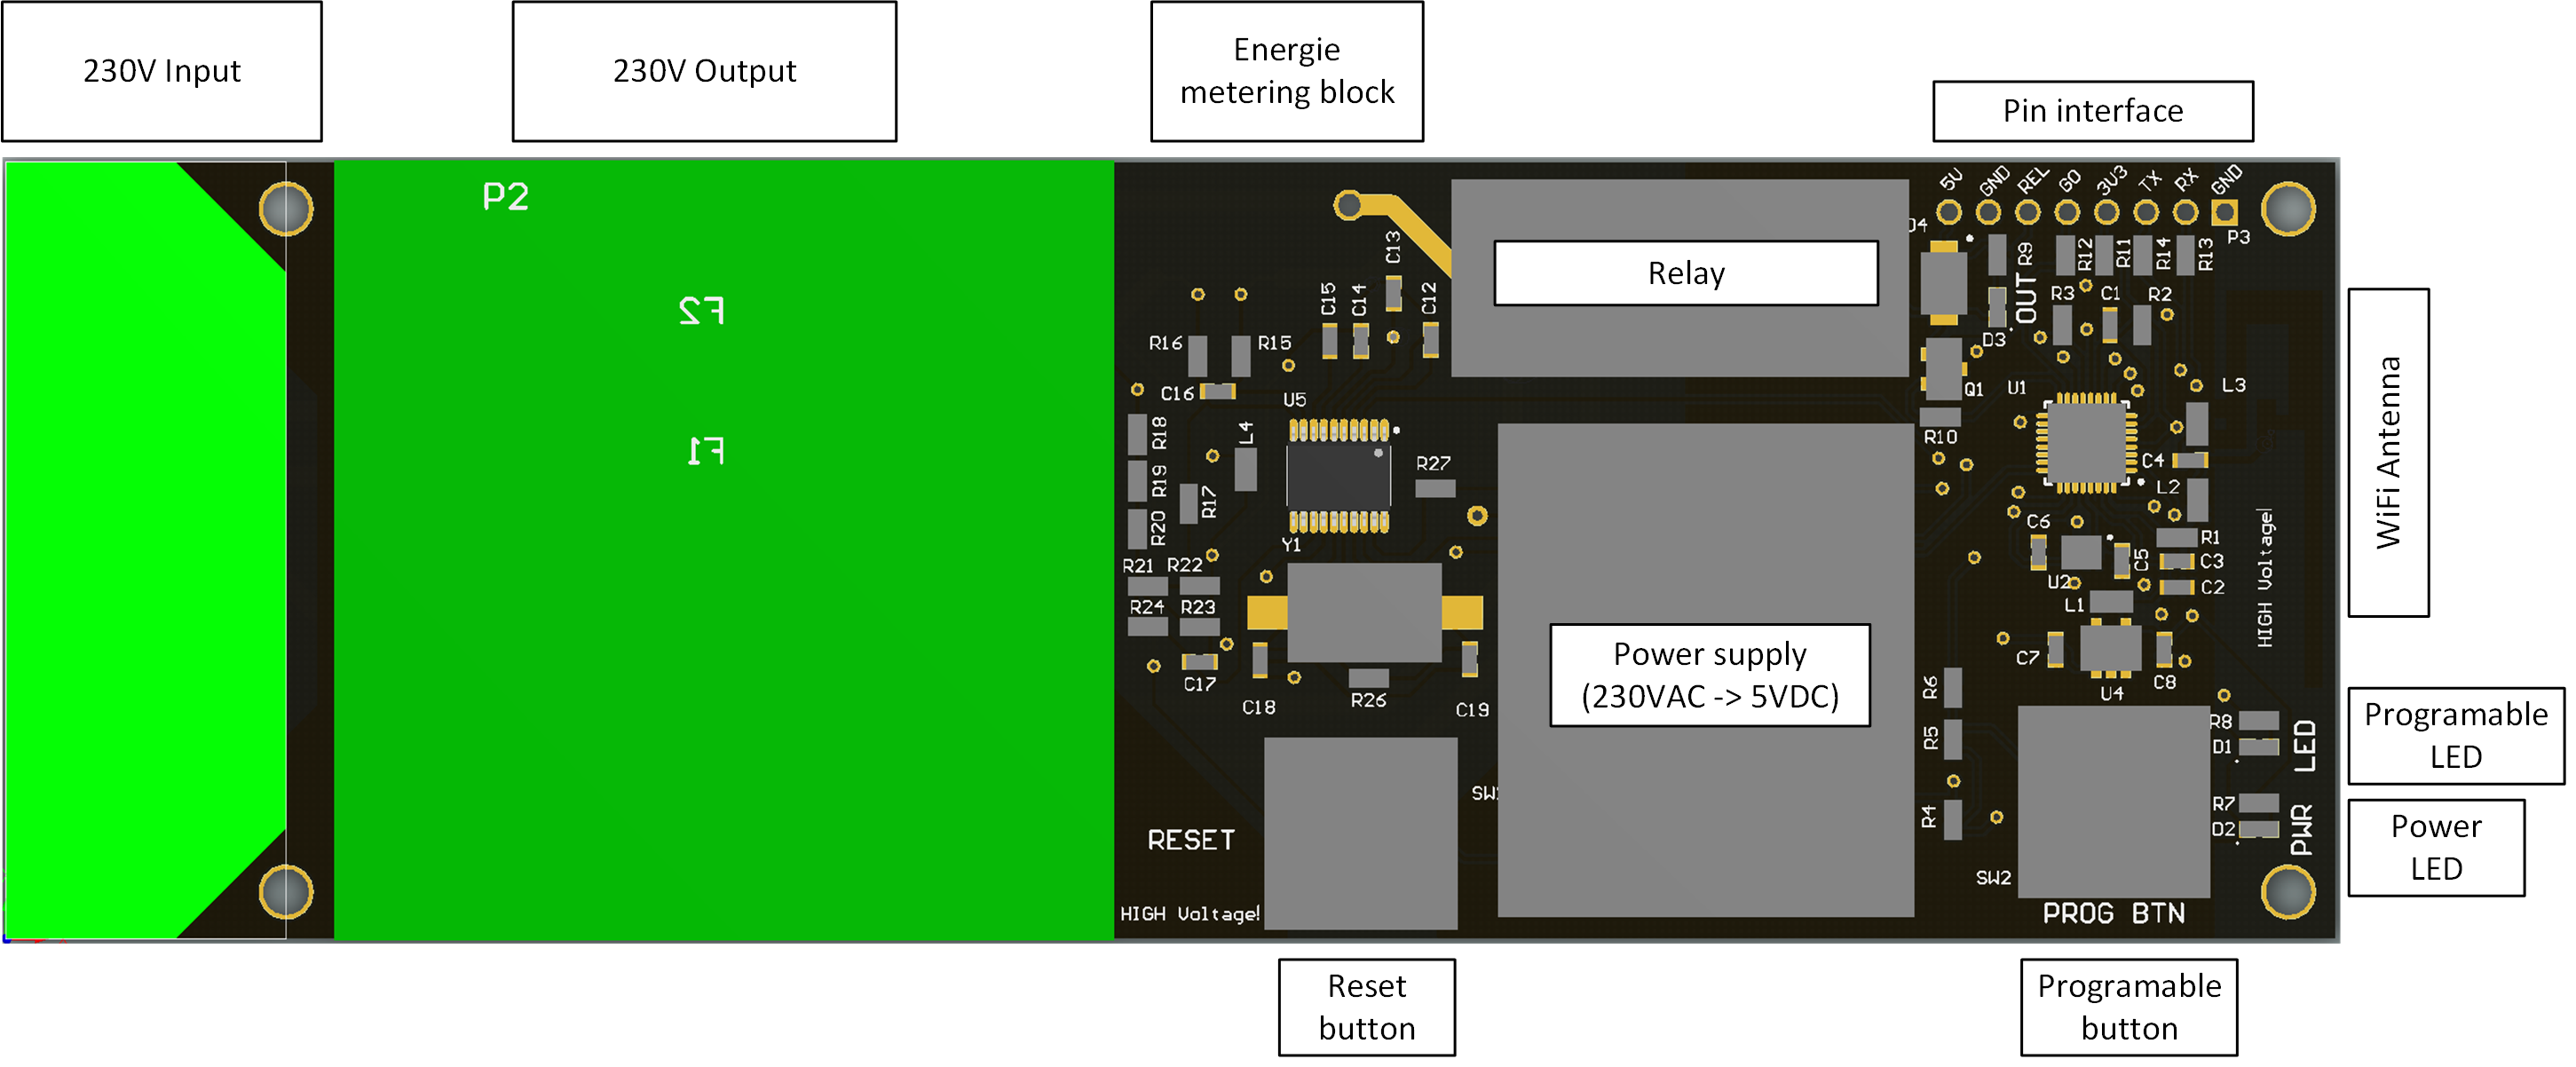 230V Input
230V Output
Energie
metering block
Pin interface
P2
F2
F1
5V
GND
REL
GO
3V3
TX
RX
GND
P3
D4
R9
R12
R11
R14
R13
OUT
D3
R3
C1
R2
Relay
C13
C15
C14
C12
R16
R15
C16
U5
Q1
U1
L3
R10
R18
R19
R20
L4
R17
R27
C4
L2
Y1
C6
R1
C3
C2
C5
U2
L1
HIGH Voltage!
WiFi Antenna
R21
R22
R24
R23
C17
C18
R26
C19
Power supply
(230VAC -> 5VDC)
C7
C8
U4
R6
R5
R4
R8
D1
LED
R7
D2
PWR
Programable
LED
Power
LED
RESET
HIGH Voltage!
SW2
PROG BTN
Reset
button
Programable
button